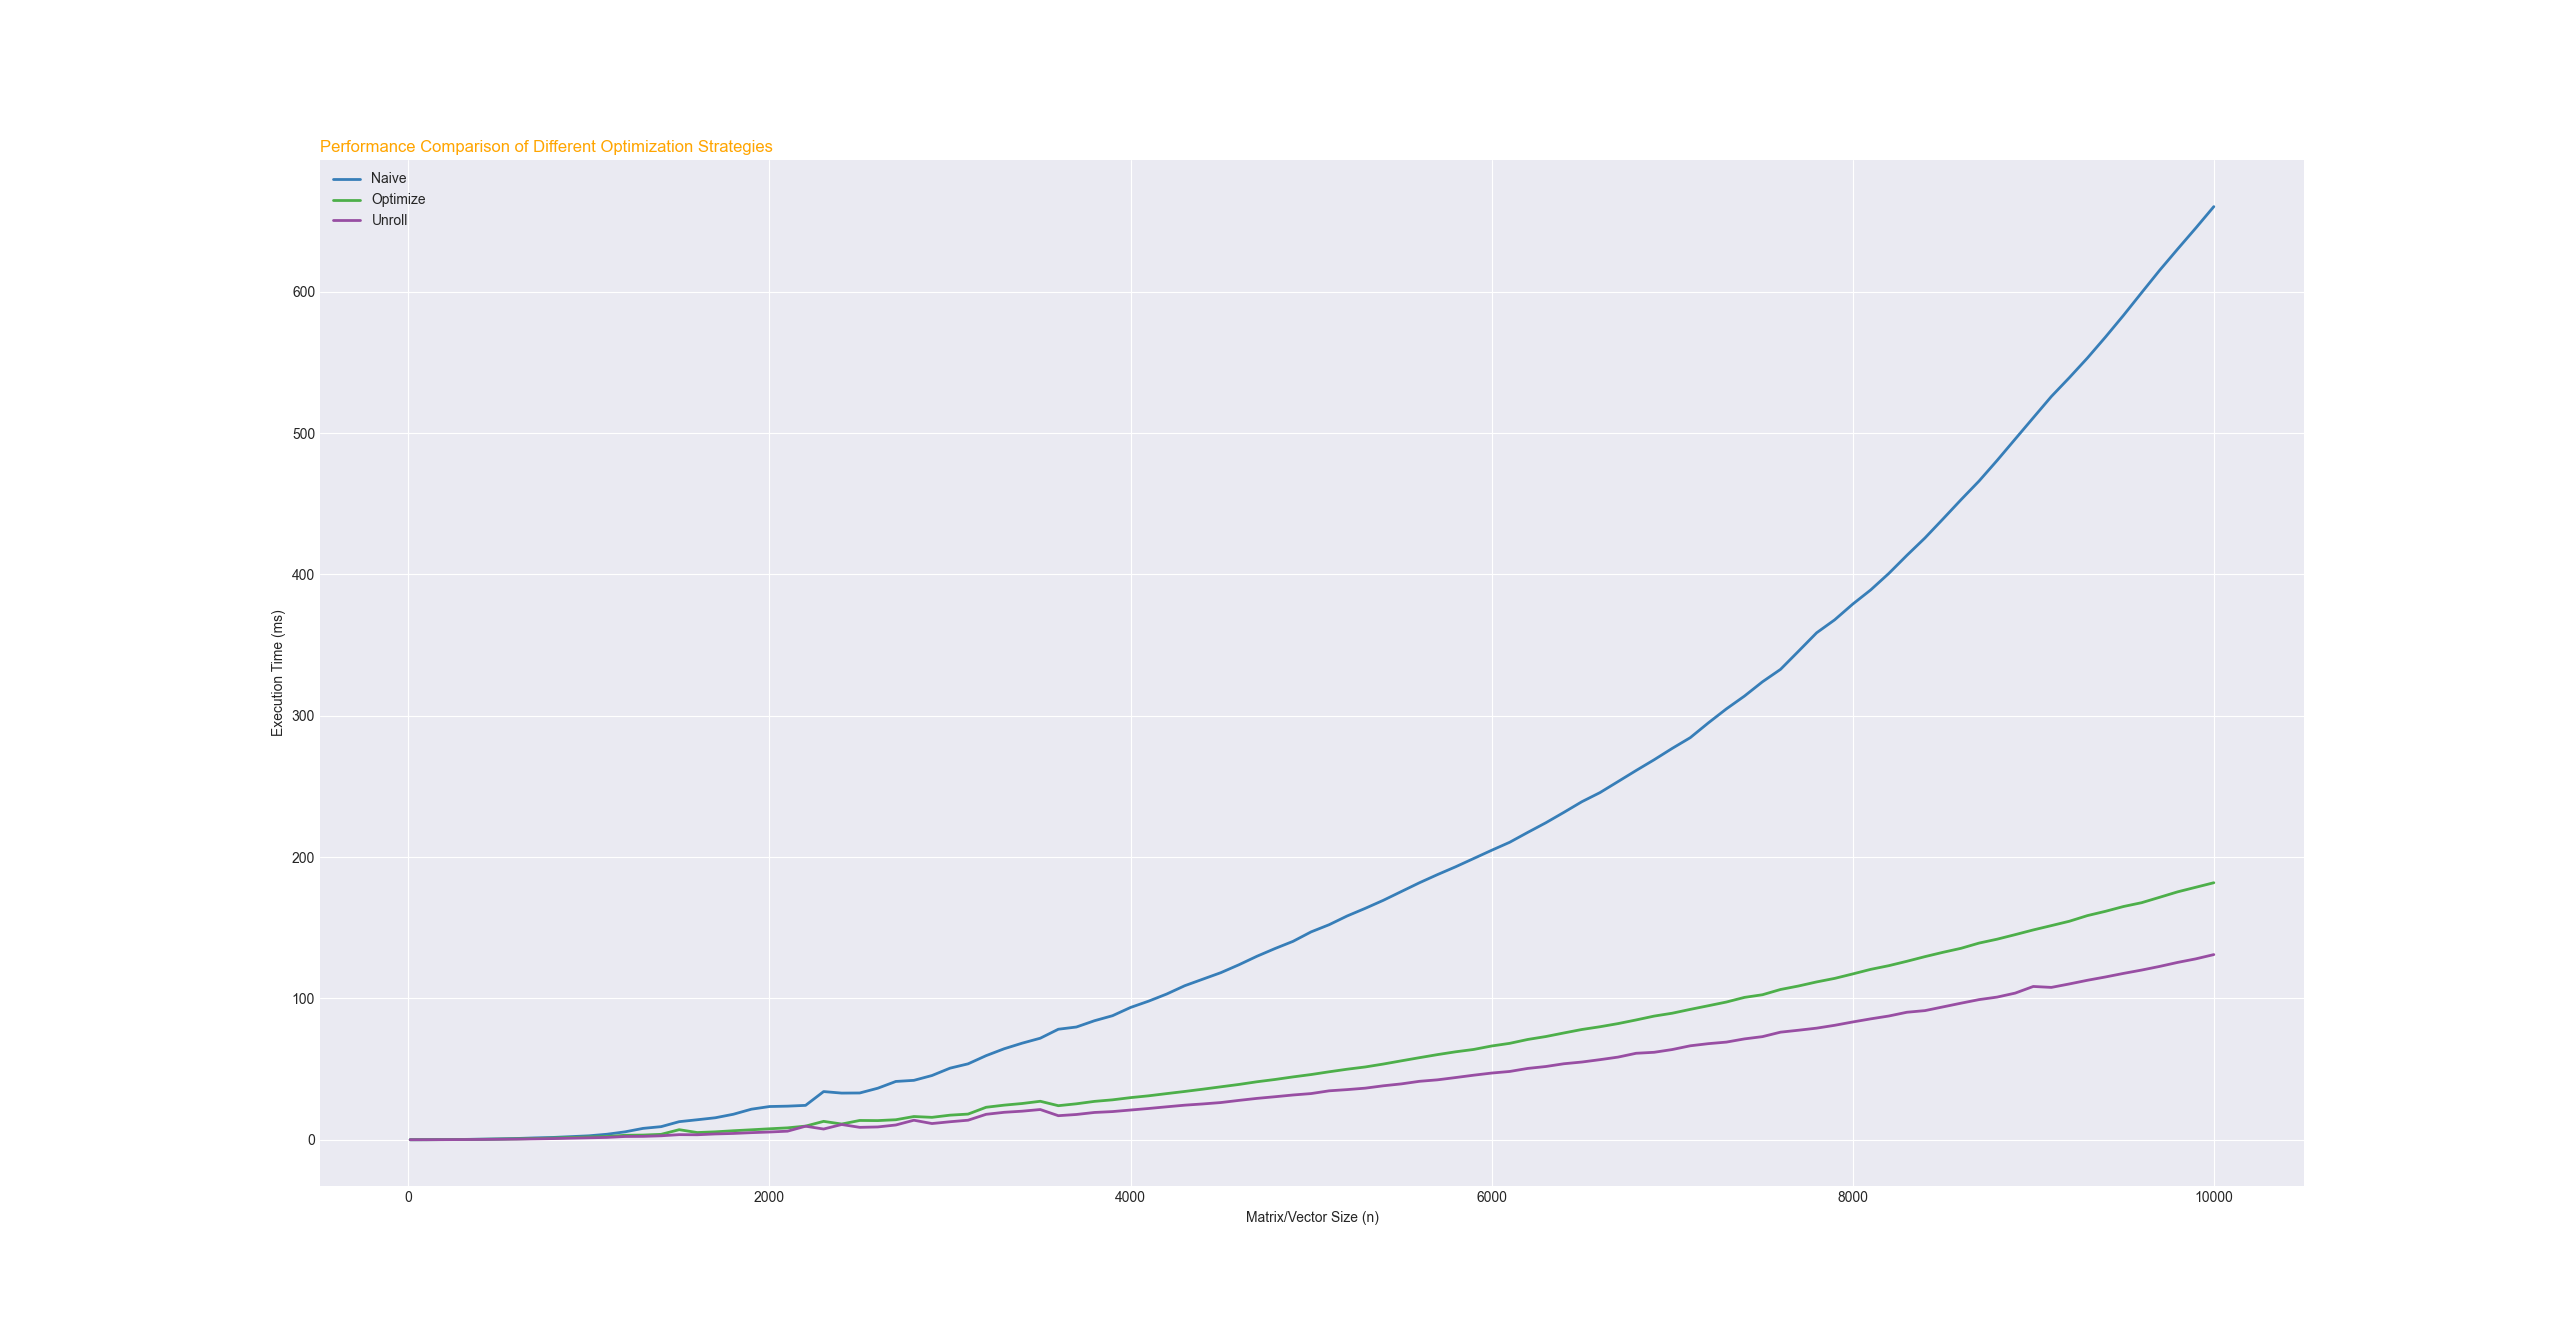 Performance Comparison of Different Optimization Strategies
Naive
Optimize
Unroll
600
500
400
300
200
100
0
Execution Time (ms)
0 2000 4000 6000 8000 10000
Matrix/Vector Size (n)